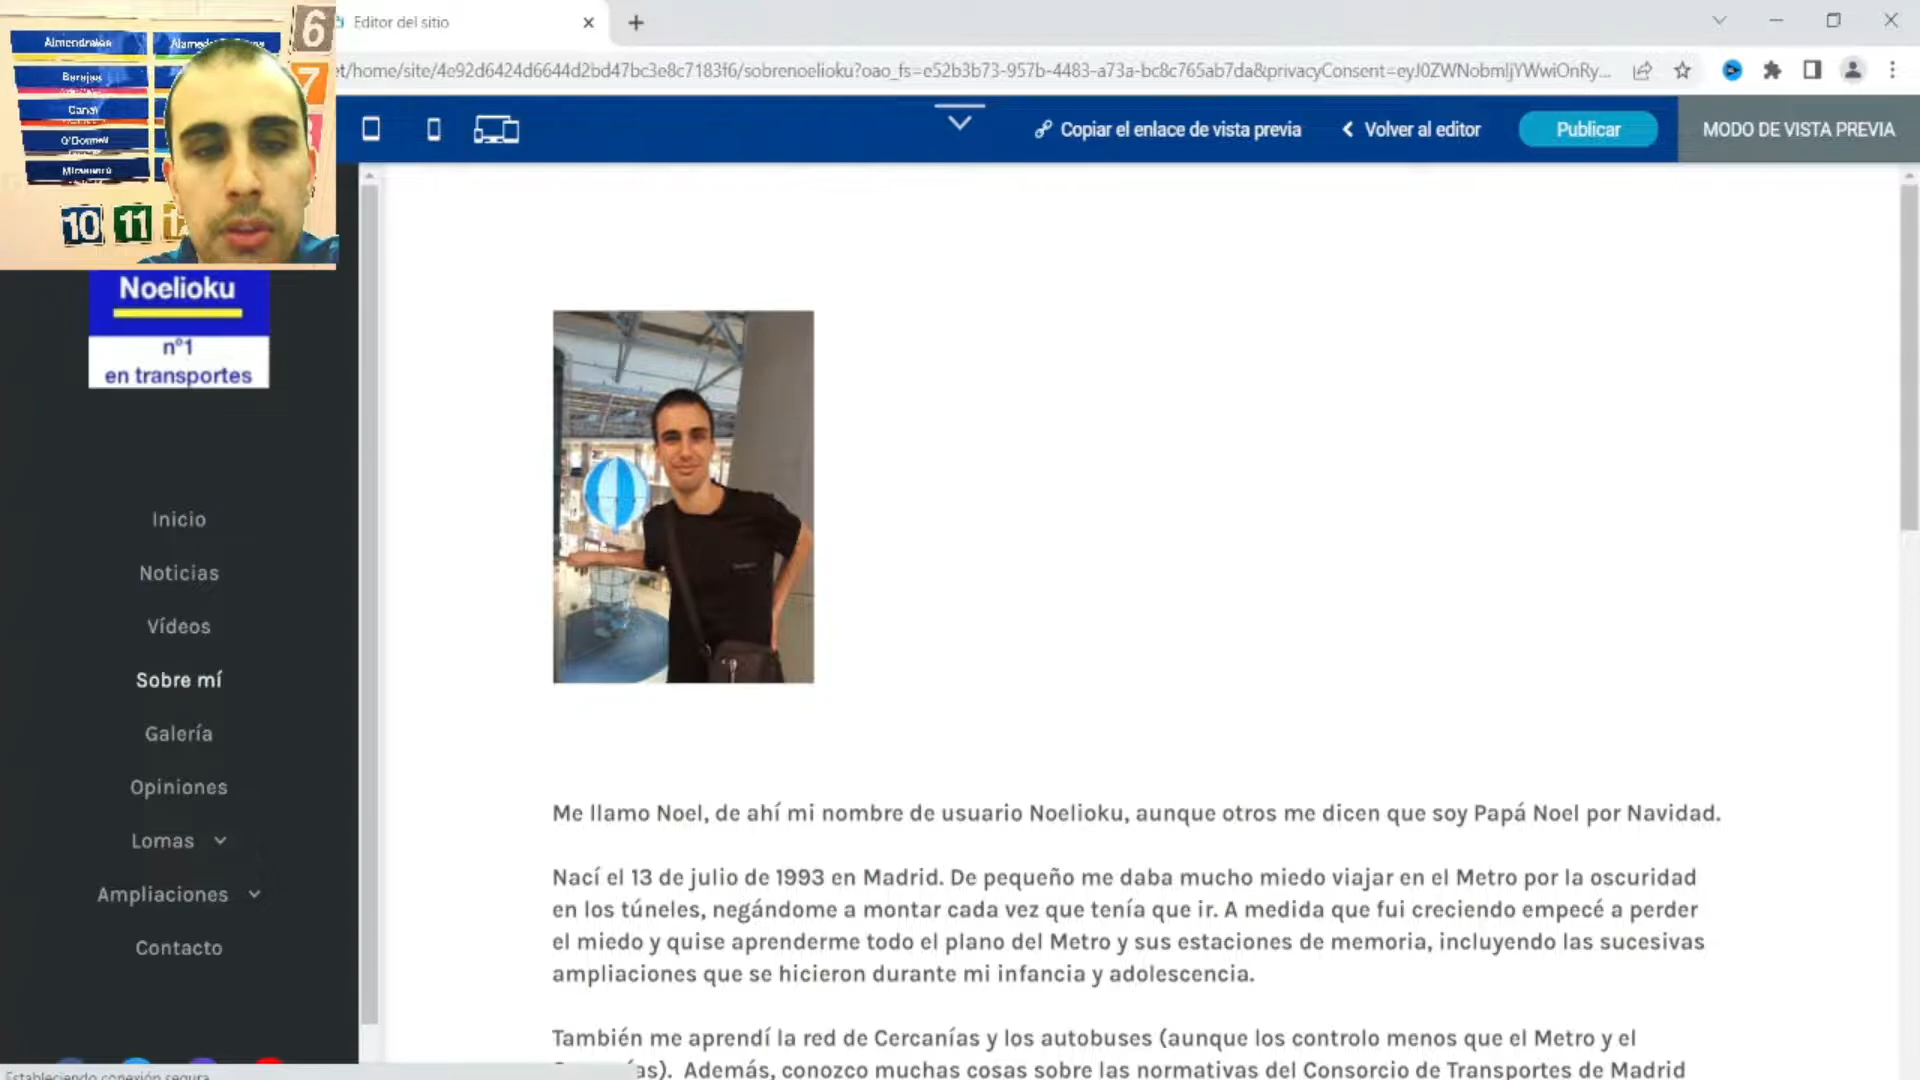 Editor del sitio
6
7
Almendrales
Barajas
Canal
O'Donnell
10 11
et/home/site/4e92d6424d6644d2bd47bc3e8c7183f6/sobrenoelioku?oao_fs=e52b3b73-957b-4483-a73a-bc8c765ab7da&privacyConsent=eyJ0ZWNobmljYWwiOnRy...
Copiar el enlace de vista previa
Volver al editor
Publicar
MODO DE VISTA PREVIA
Noelioku
nº1
en transportes
Inicio
Noticias
Vídeos
Sobre mí
Galería
Opiniones
Lomas
Ampliaciones
Contacto
Me llamo Noel, de ahí mi nombre de usuario Noelioku, aunque otros me dicen que soy Papá Noel por Navidad.
Nací el 13 de julio de 1993 en Madrid. De pequeño me daba mucho miedo viajar en el Metro por la oscuridad
en los túneles, negándome a montar cada vez que tenía que ir. A medida que fui creciendo empecé a perder
el miedo y quise aprenderme todo el plano del Metro y sus estaciones de memoria, incluyendo las sucesivas
ampliaciones que se hicieron durante mi infancia y adolescencia.
También me aprendí la red de Cercanías y los autobuses (aunque los controlo menos que el Metro y el
Además, conozco muchas cosas sobre las normativas del Consorcio de Transportes de Madrid
Estableciendo conexión segura